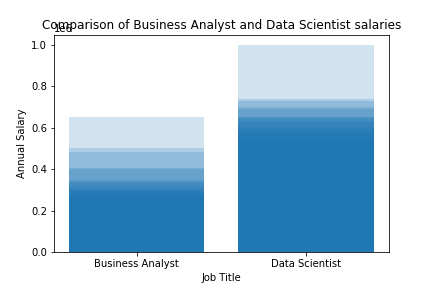 Comparison of Business Analyst and Data Scientist salaries
1e6
1.0
0.8
0.6
0.4
0.2
0.0
Annual Salary
Business Analyst
Data Scientist
Job Title